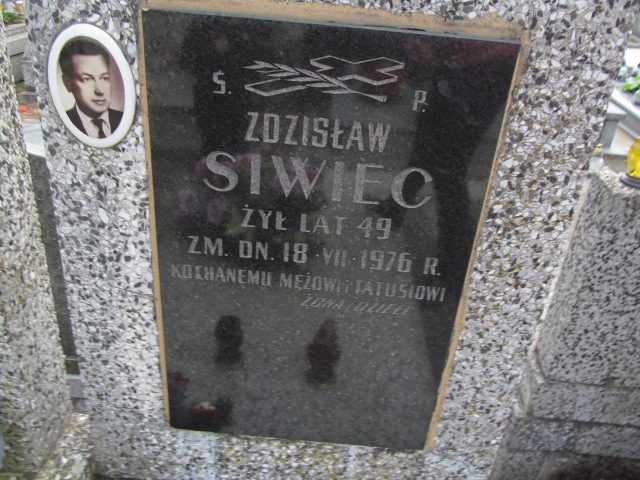 Ś. P.
ZDZISŁAW
SIWIEC
ŻYŁ LAT 49
ZM. DN. 18 · VII · 1976 R.
KOCHANEMU MĘŻOWI I TATUSIOWI
ŻONA I DZIECI